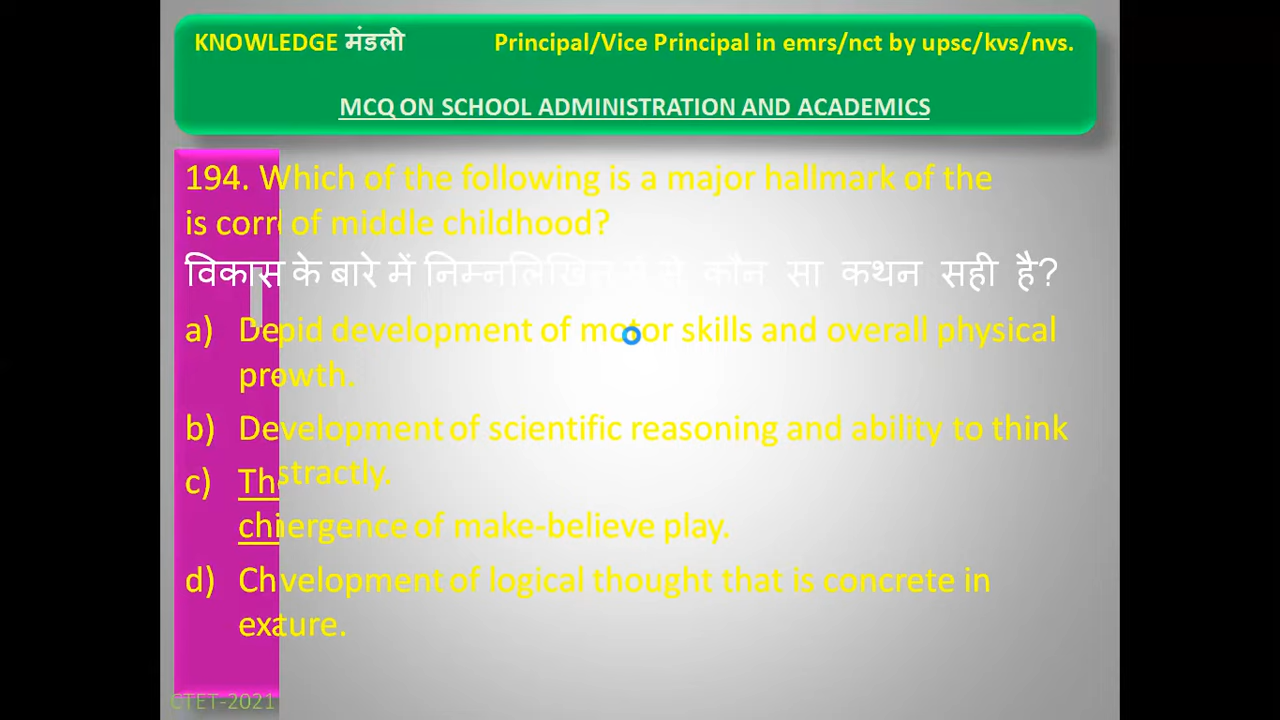 KNOWLEDGE मंडली Principal/Vice Principal in emrs/nct by upsc/kvs/nvs.
MCQ ON SCHOOL ADMINISTRATION AND ACADEMICS
194. Which of the following is a major hallmark of the
is corr of middle childhood?
विकास के बारे में निम्नलिखित में से कौन सा कथन सही है?
a) Depid development of motor skills and overall physical
prowth.
b) Development of scientific reasoning and ability to think
stractly.
c) Th
chiergence of make-believe play.
d) Chvelopment of logical thought that is concrete in
exature.
CTET-2021